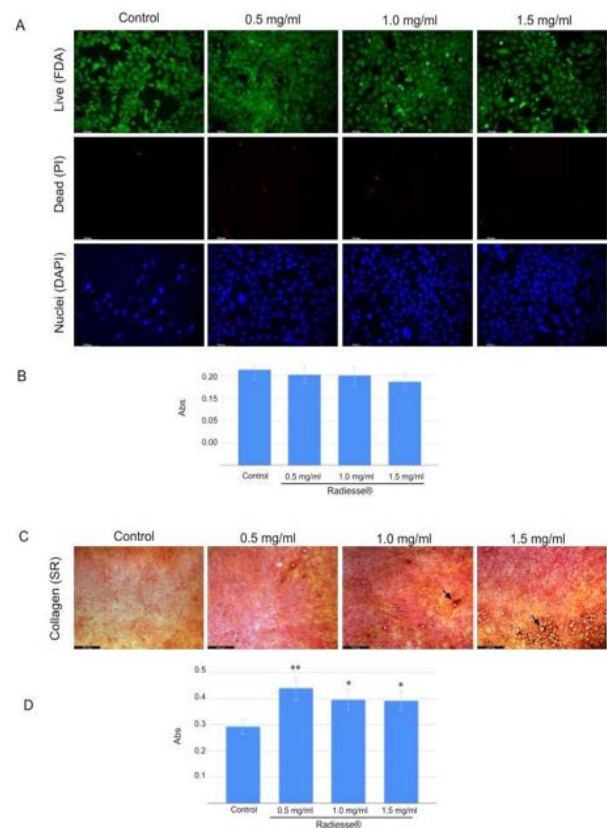 A
Control 0.5 mg/ml 1.0 mg/ml 1.5 mg/ml
Live (FDA)
Dead (PI)
Nuclei (DAPI)
B
Abs
0.20
0.15
0.05
0.00
Control 0.5 mg/ml 1.0 mg/ml 1.5 mg/ml
Radiesse®
C
Control 0.5 mg/ml 1.0 mg/ml 1.5 mg/ml
Collagen (SR)
D
Abs
0.5
0.4
0.3
0.2
0.1
** * *
Control 0.5 mg/ml 1.0 mg/ml 1.5 mg/ml
Radiesse®